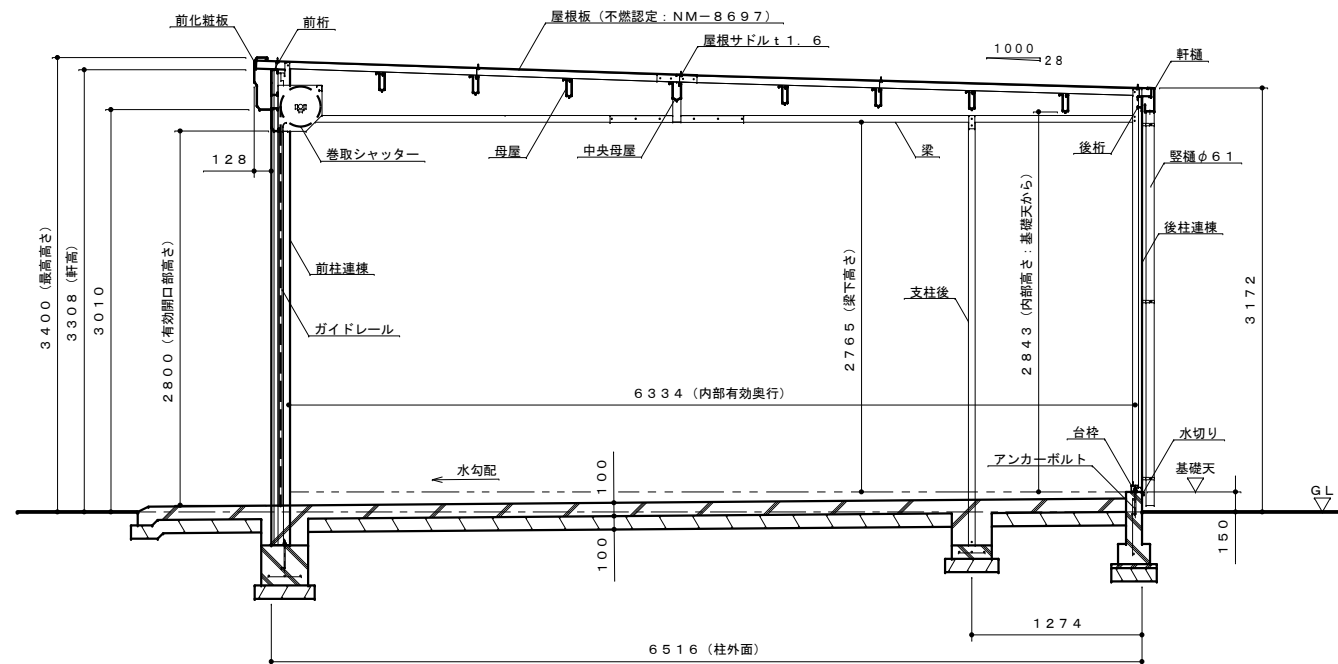 屋根板（不燃認定：NM－8697）
前化粧板
前桁
屋根サドルｔ１．６
1000
28
軒樋
128
巻取シャッター
母屋
中央母屋
梁
後桁
竪樋φ61
後柱連棟
前柱連棟
ガイドレール
支柱後
3400（最高高さ）
3308（軒高）
3010
2800（有効開口部高さ）
2765（梁下高さ）
2843（内部高さ：基礎天から）
3172
6334（内部有効奥行）
台枠
水切り
アンカーボルト
基礎天
水勾配
100
100
GL
150
1274
6516（柱外面）